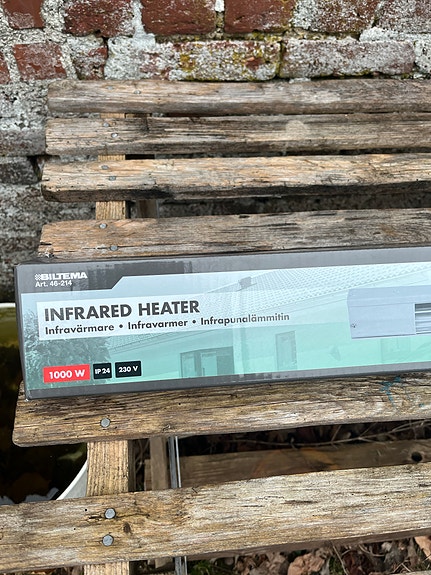 BILTEMA
Art. 46-214
INFRARED HEATER
Infravärmare • Infravarmer • Infrapunalämmitin
1000 W IP 24 230 V